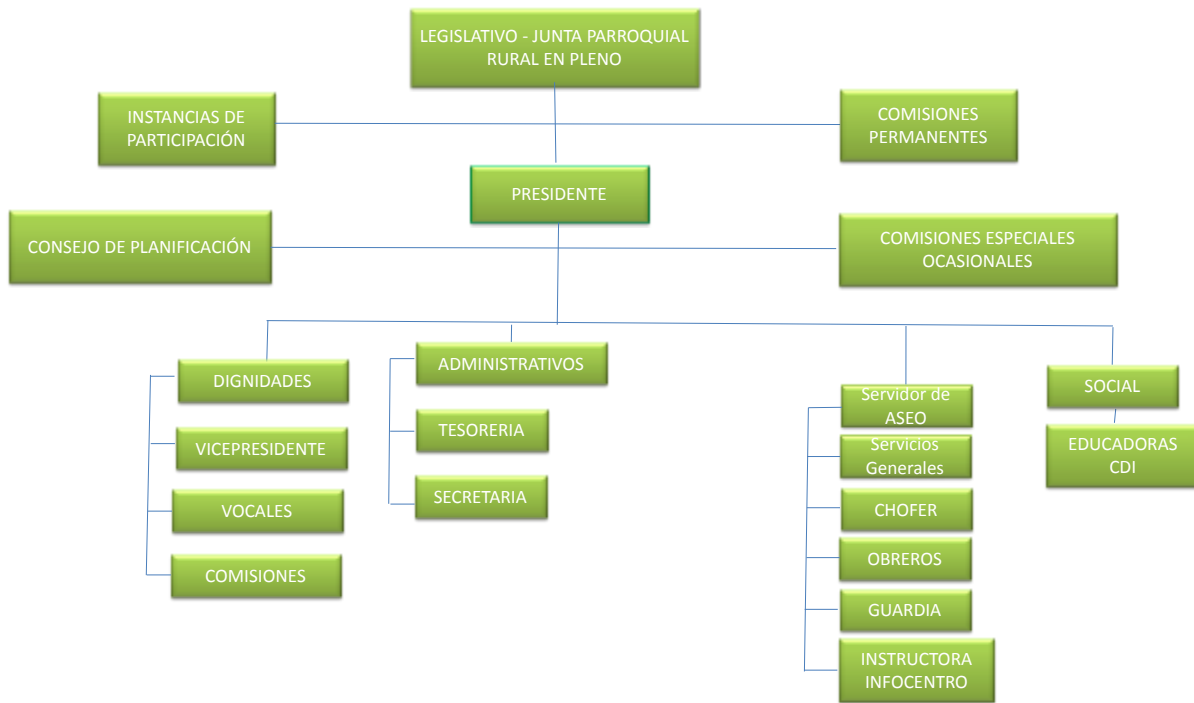 LEGISLATIVO - JUNTA PARROQUIAL
RURAL EN PLENO
INSTANCIAS DE
PARTICIPACIÓN
COMISIONES
PERMANENTES
PRESIDENTE
CONSEJO DE PLANIFICACIÓN
COMISIONES ESPECIALES
OCASIONALES
DIGNIDADES
VICEPRESIDENTE
VOCALES
COMISIONES
ADMINISTRATIVOS
TESORERIA
SECRETARIA
Servidor de
ASEO
Servicios
Generales
CHOFER
OBREROS
GUARDIA
INSTRUCTORA
INFOCENTRO
SOCIAL
EDUCADORAS
CDI